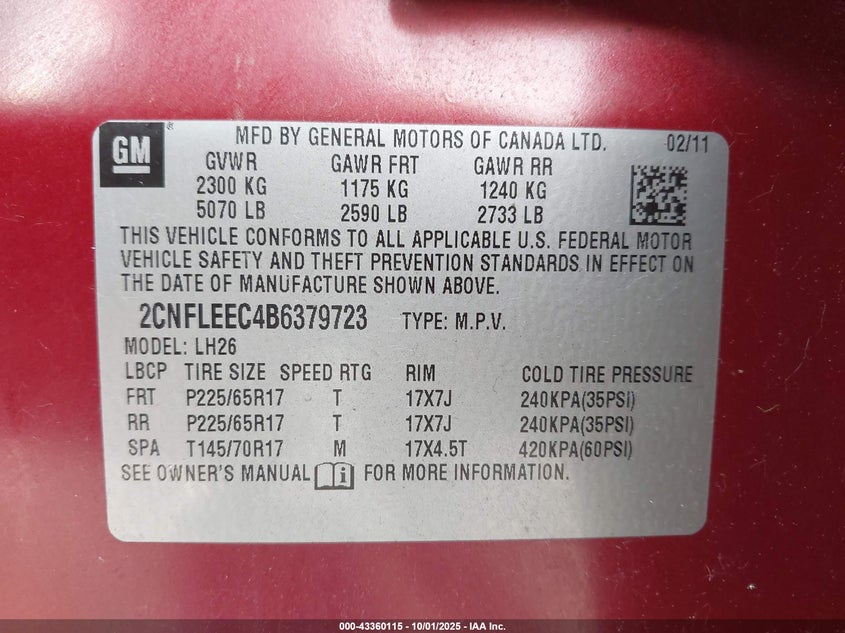 GM
MFD BY GENERAL MOTORS OF CANADA LTD. 02/11
GVWR GAWR FRT GAWR RR
2300 KG 1175 KG 1240 KG
5070 LB 2590 LB 2733 LB
THIS VEHICLE CONFORMS TO ALL APPLICABLE U.S. FEDERAL MOTOR
VEHICLE SAFETY AND THEFT PREVENTION STANDARDS IN EFFECT ON
THE DATE OF MANUFACTURE SHOWN ABOVE.
2CNFLEEC4B6379723 TYPE: M.P.V.
MODEL: LH26
LBCP TIRE SIZE SPEED RTG RIM COLD TIRE PRESSURE
FRT P225/65R17 T 17X7J 240KPA(35PSI)
RR P225/65R17 T 17X7J 240KPA(35PSI)
SPA T145/70R17 M 17X4.5T 420KPA(60PSI)
SEE OWNER'S MANUAL i FOR MORE INFORMATION.
000-43360115 - 10/01/2025 - IAA Inc.